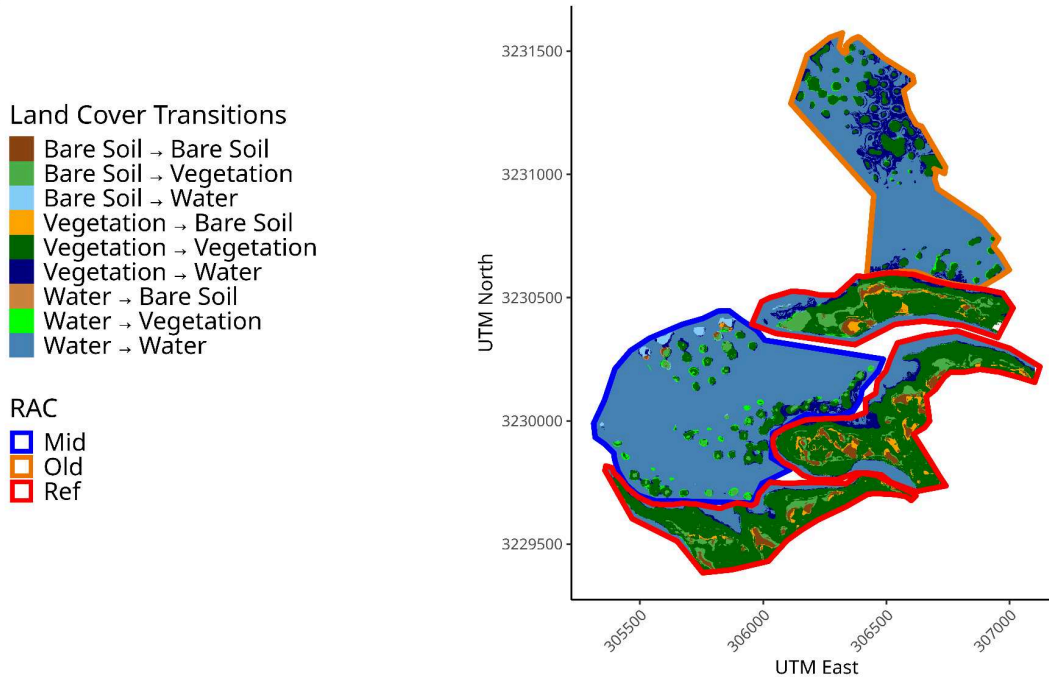 Land Cover Transitions
Bare Soil → Bare Soil
Bare Soil → Vegetation
Bare Soil → Water
Vegetation → Bare Soil
Vegetation → Vegetation
Vegetation → Water
Water → Bare Soil
Water → Vegetation
Water → Water
RAC
Mid
Old
Ref
UTM North
3231500
3231000
3230500
3230000
3229500
305500
306000
306500
307000
UTM East